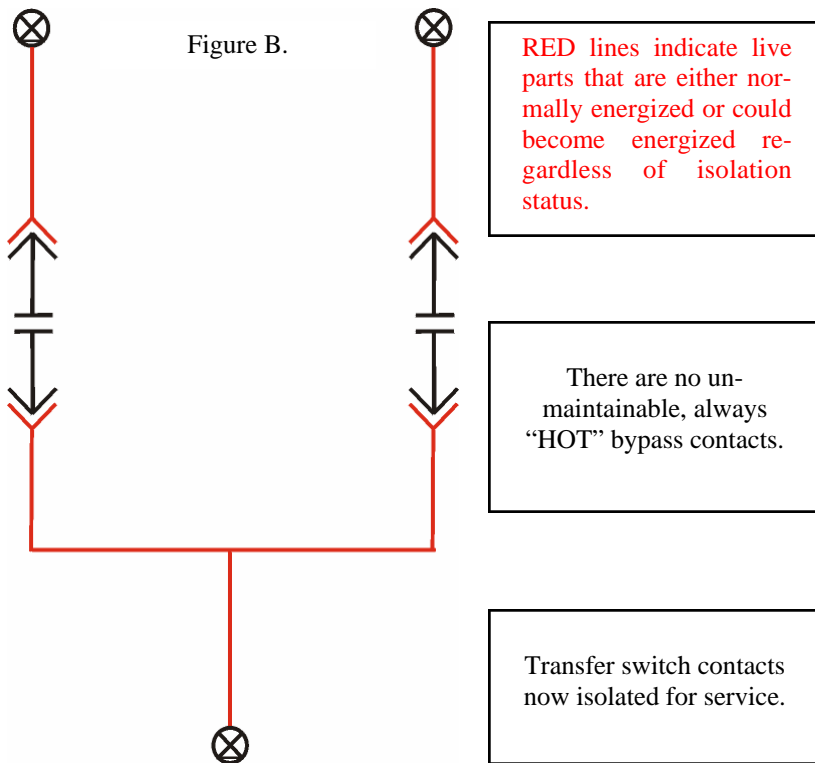 Figure B.
RED lines indicate live
parts that are either nor-
mally energized or could
become energized re-
gardless of isolation
status.
There are no un-
maintainable, always
“HOT” bypass contacts.
Transfer switch contacts
now isolated for service.